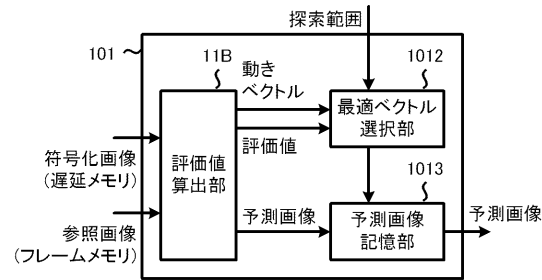 探索範囲
101
11B
動き
ベクトル
1012
最適ベクトル
選択部
評価値
符号化画像
(遅延メモリ)
評価値
算出部
1013
参照画像
(フレームメモリ)
予測画像
予測画像
記憶部
予測画像